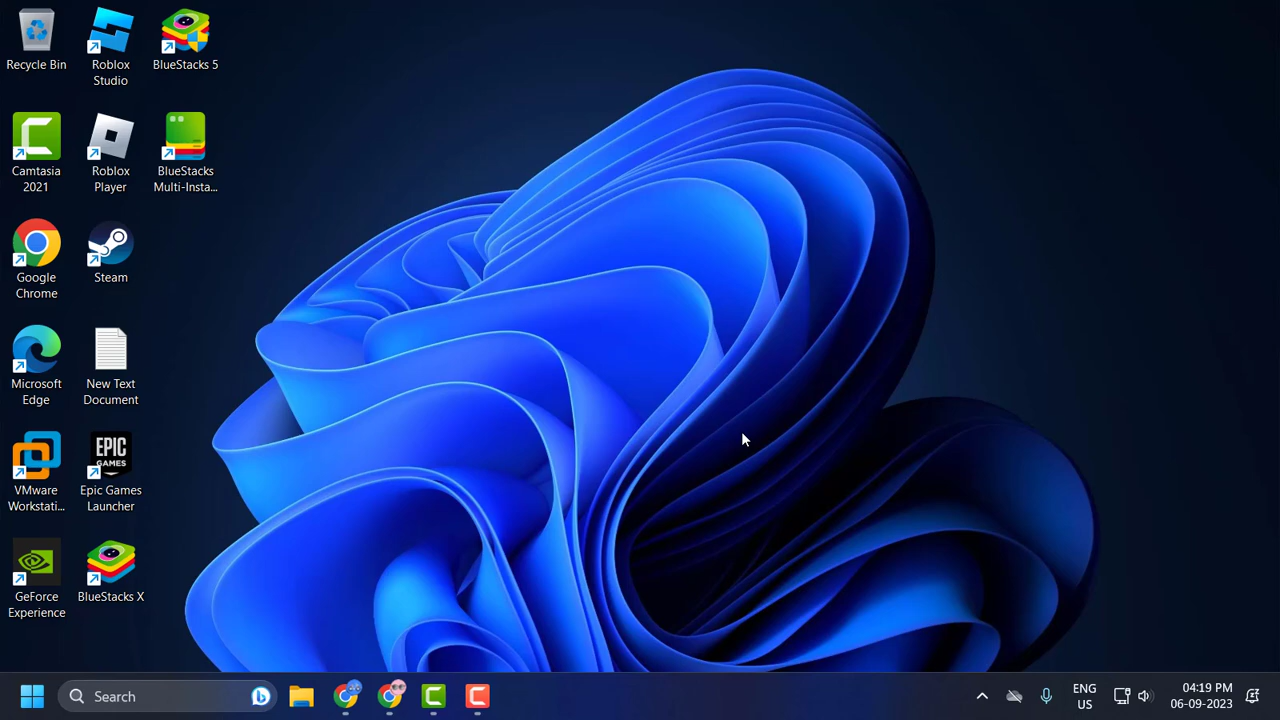 Recycle Bin
Roblox
Studio
BlueStacks 5
Camtasia
2021
Roblox
Player
BlueStacks
Multi-Insta...
Google
Chrome
Steam
Microsoft
Edge
New Text
Document
VMware
Workstati...
EPIC
GAMES
Epic Games
Launcher
GeForce
Experience
BlueStacks X
Search
ENG
US
04:19 PM
06-09-2023